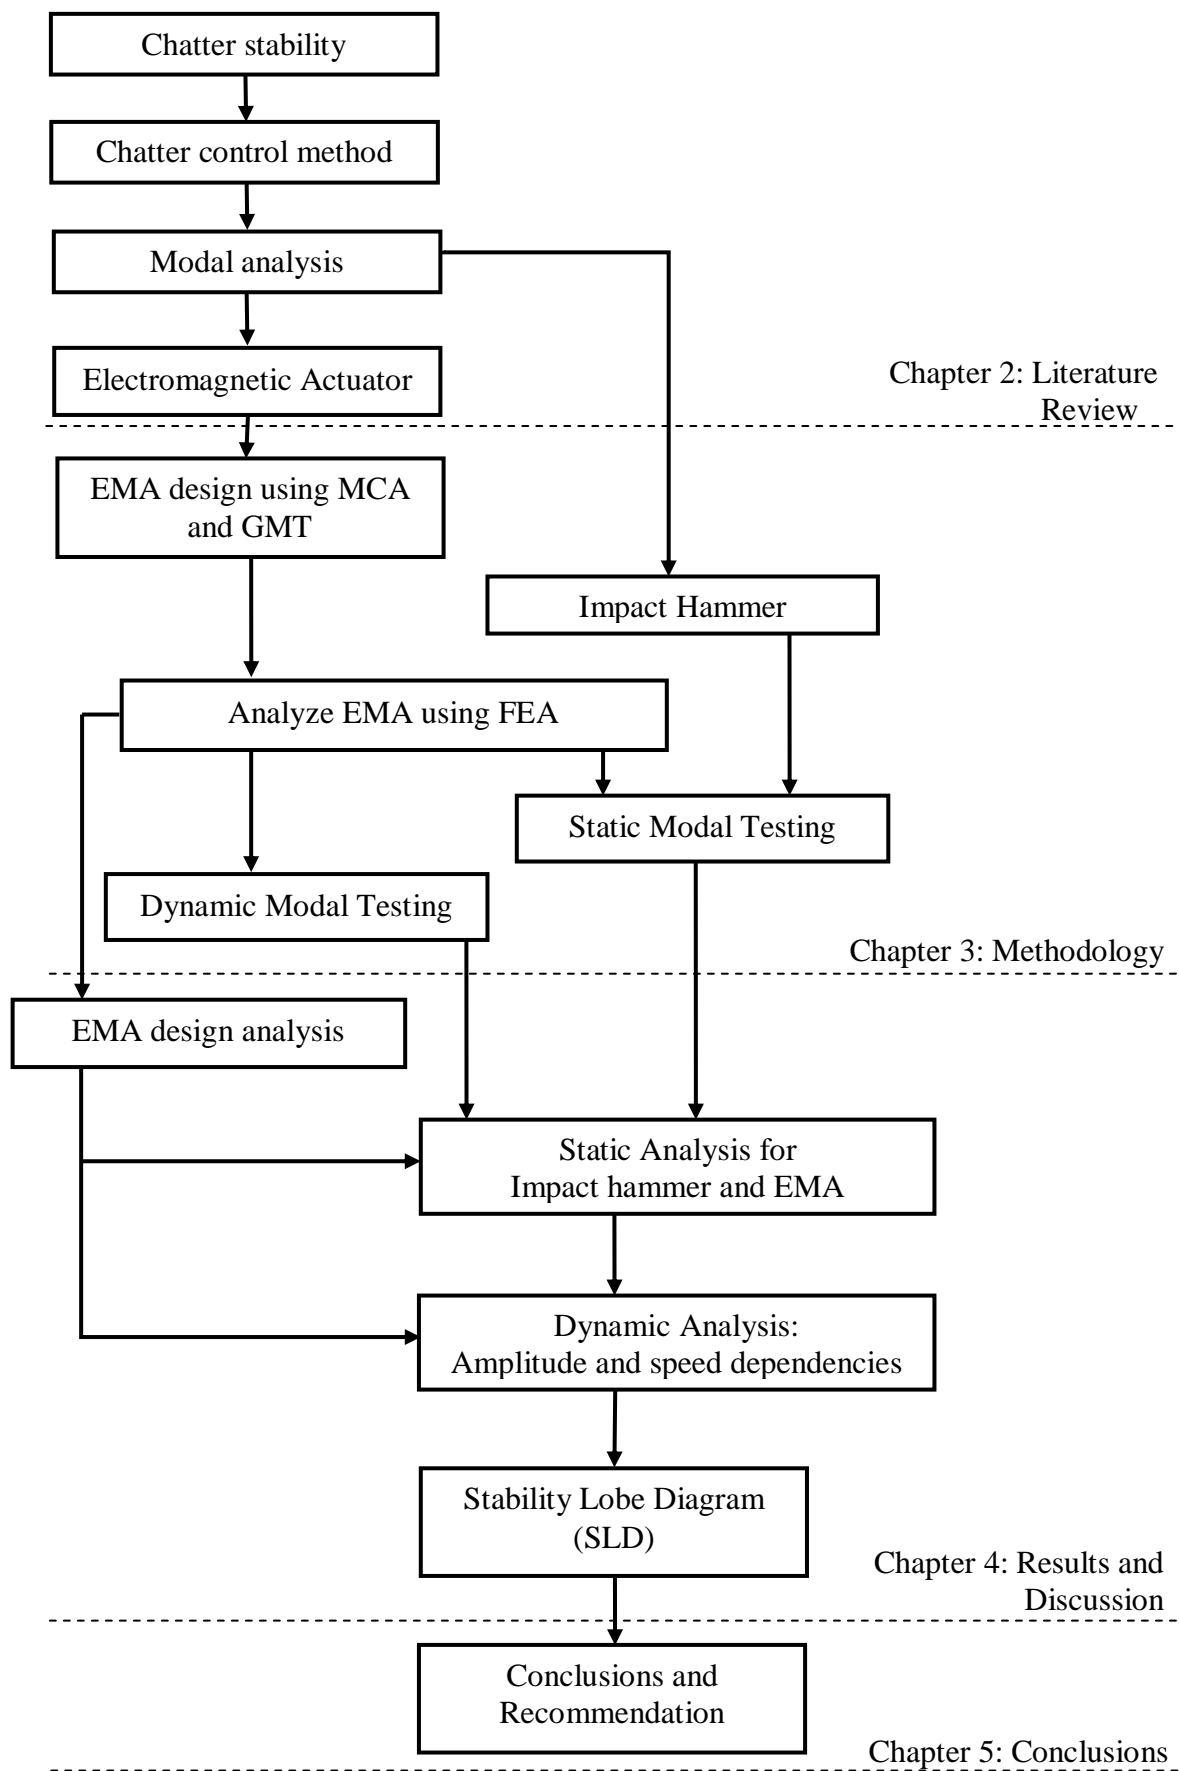 Chatter stability
Chatter control method
Modal analysis
Electromagnetic Actuator
Chapter 2: Literature
Review
EMA design using MCA
and GMT
Impact Hammer
Analyze EMA using FEA
Static Modal Testing
Dynamic Modal Testing
Chapter 3: Methodology
EMA design analysis
Static Analysis for
Impact hammer and EMA
Dynamic Analysis:
Amplitude and speed dependencies
Stability Lobe Diagram
(SLD)
Chapter 4: Results and
Discussion
Conclusions and
Recommendation
Chapter 5: Conclusions